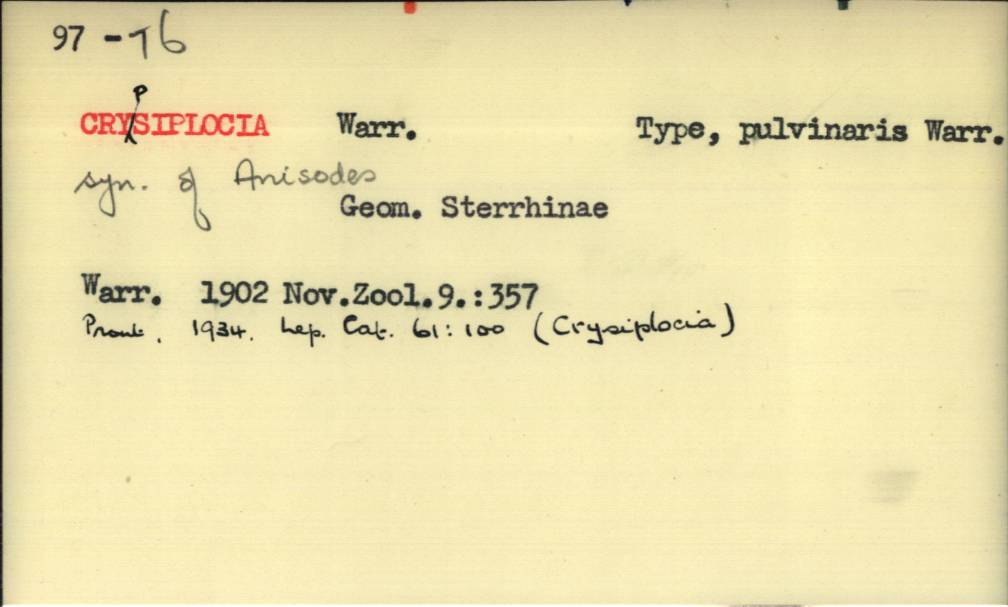 97 -76
P
CRYSIPLOCIA Warr. Type, pulvinaris Warr.
syn. of Anisodes
Geom. Sterrhinae
Warr. 1902 Nov.Zool.9.:357
Prout. 1934. Lep. Cat. 61:100 (Crysiplocia)